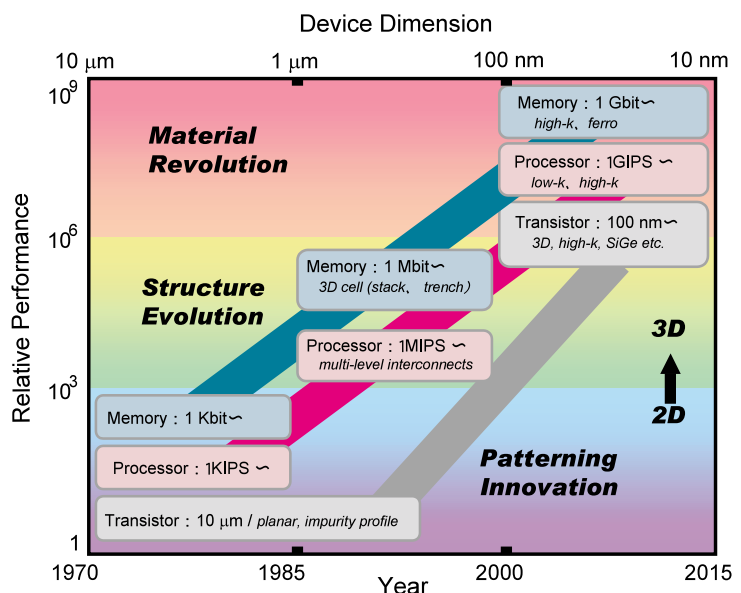 Device Dimension
10 μm 1 μm 100 nm 10 nm
10⁹
Memory：1 Gbit∽
high-k、ferro
Material
Revolution
Processor：1GIPS ∽
low-k、high-k
Transistor：100 nm∽
3D, high-k, SiGe etc.
10⁶
Relative Performance
Memory：1 Mbit∽
3D cell (stack、trench）
Structure
Evolution
Processor：1MIPS ∽
multi-level interconnects
3D
10³
2D
Memory：1 Kbit∽
Processor：1KIPS ∽
Patterning
Innovation
Transistor：10 μm / planar, impurity profile
1
1970 1985 2000 2015
Year